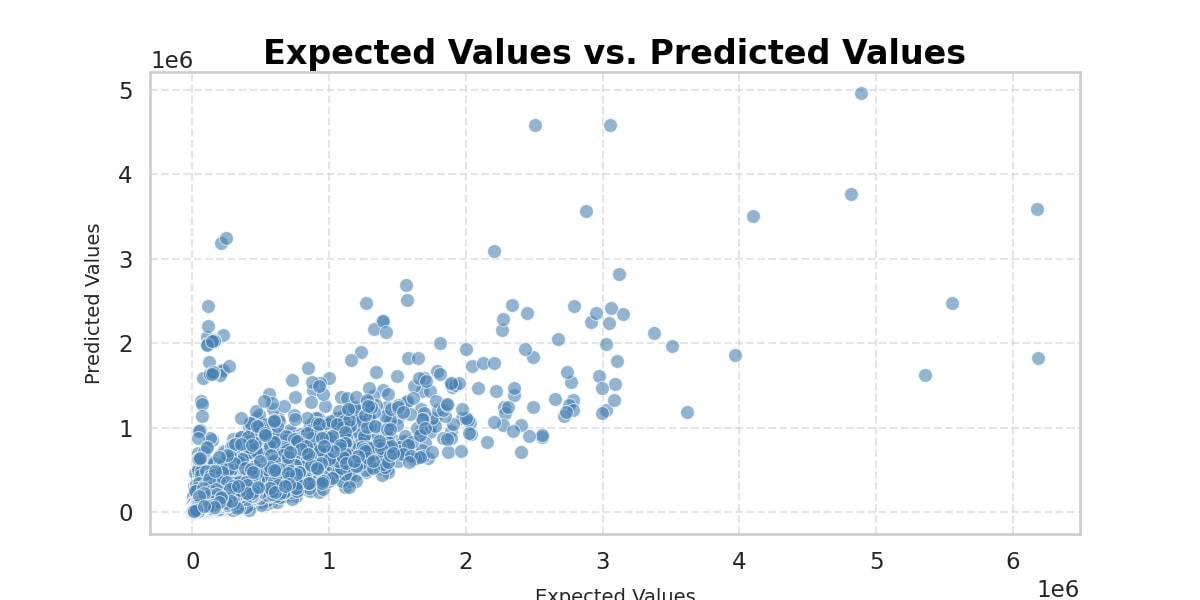 Expected Values vs. Predicted Values
1e6
5
4
3
2
1
0
Predicted Values
0 1 2 3 4 5 6
1e6
Expected Values